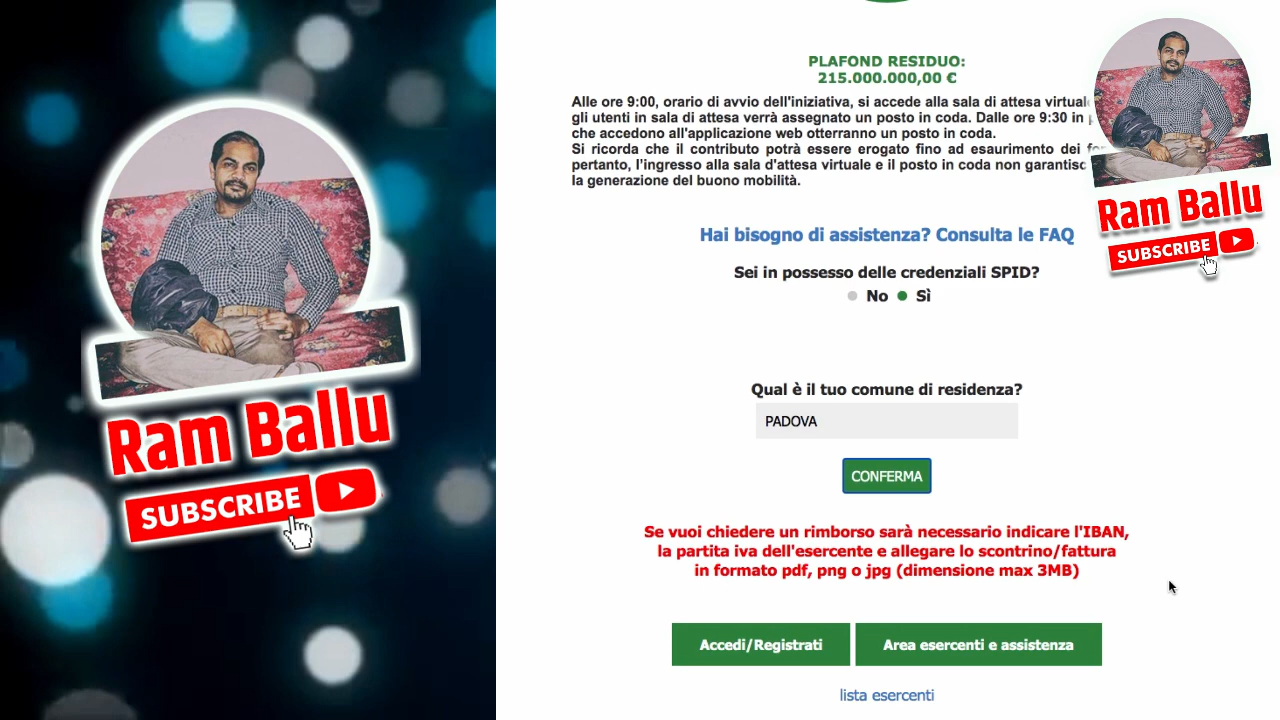 Ram Ballu
SUBSCRIBE
PLAFOND RESIDUO:
215.000.000,00 €
Alle ore 9:00, orario di avvio dell'iniziativa, si accede alla sala di attesa
gli utenti in sala di attesa verrà assegnato un posto in coda. Dalle ore 9:30 in
che accedono all'applicazione web otterranno un posto in coda.
Si ricorda che il contributo potrà essere erogato fino ad esaurimento dei
pertanto, l'ingresso alla sala d'attesa virtuale e il posto in coda non
la generazione del buono mobilità.
Ram Ballu
SUBSCRIBE
Hai bisogno di assistenza? Consulta le FAQ
Sei in possesso delle credenziali SPID?
No Sì
Qual è il tuo comune di residenza?
PADOVA
CONFERMA
Se vuoi chiedere un rimborso sarà necessario indicare l'IBAN,
la partita iva dell'esercente e allegare lo scontrino/fattura
in formato pdf, png o jpg (dimensione max 3MB)
Accedi/Registrati Area esercenti e assistenza
lista esercenti